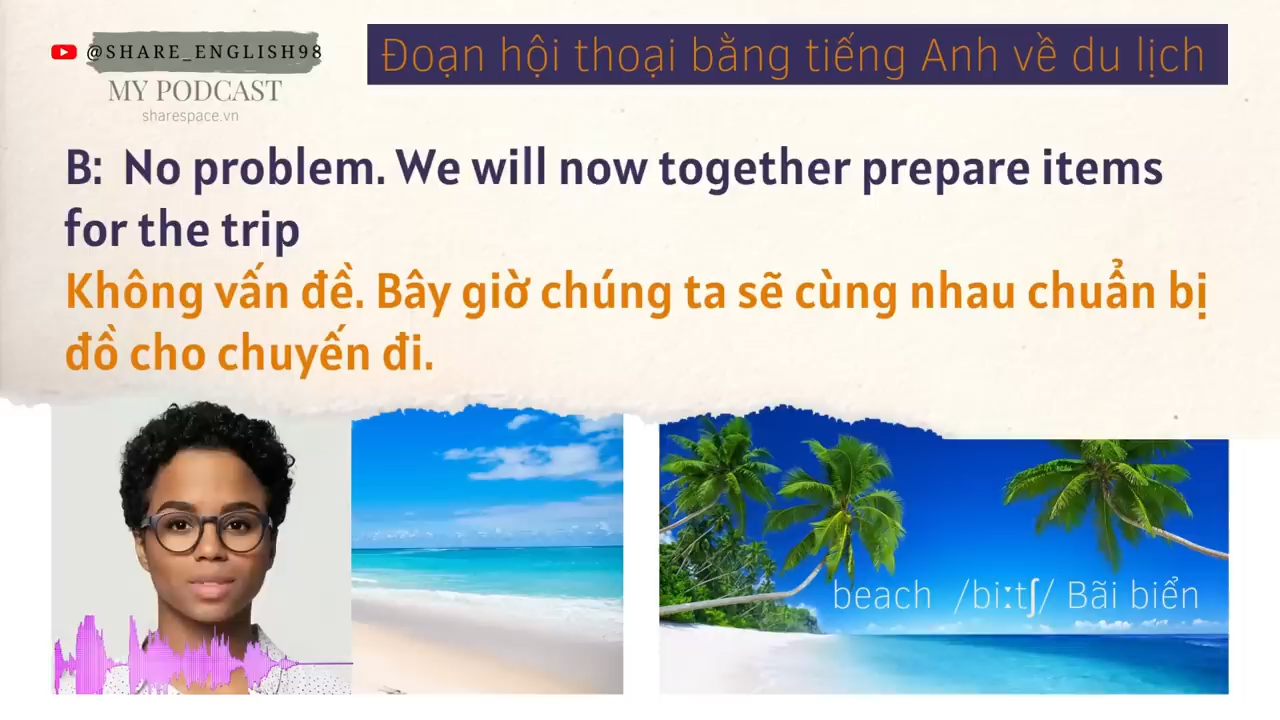 @SHARE_ENGLISH98
MY PODCAST
sharespace.vn
Đoạn hội thoại bằng tiếng Anh về du lịch
B: No problem. We will now together prepare items
for the trip
Không vấn đề. Bây giờ chúng ta sẽ cùng nhau chuẩn bị
đồ cho chuyến đi.
beach /biːtʃ/ Bãi biển